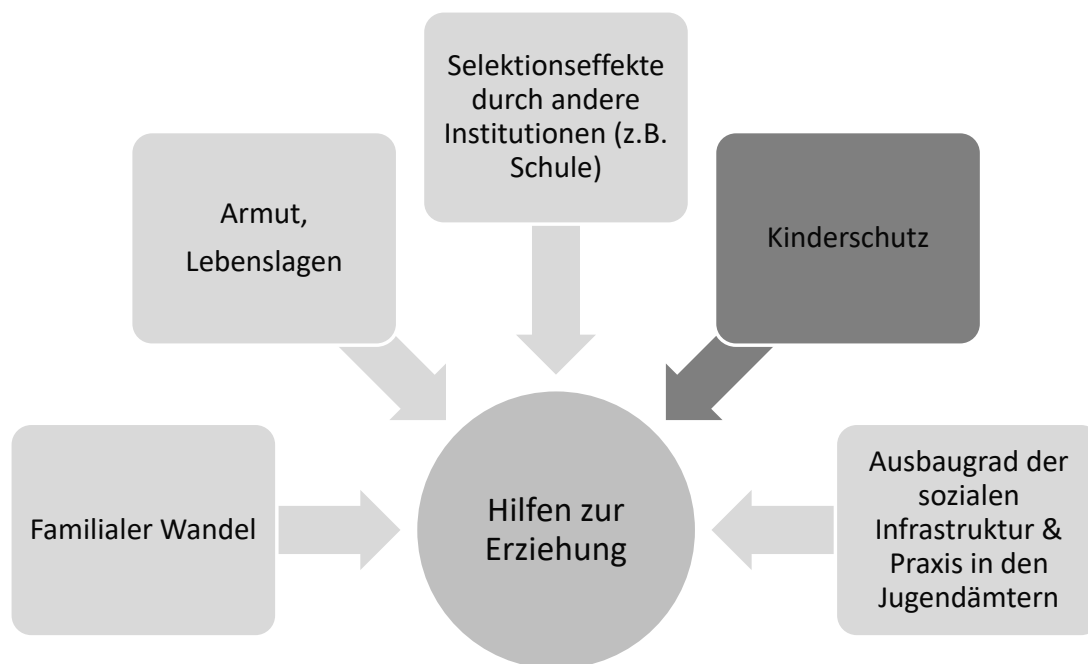 Selektionseffekte
durch andere
Institutionen (z.B.
Schule)
Armut,
Lebenslagen
Kinderschutz
Familialer Wandel
Hilfen zur
Erziehung
Ausbaugrad der
sozialen
Infrastruktur &
Praxis in den
Jugendämtern